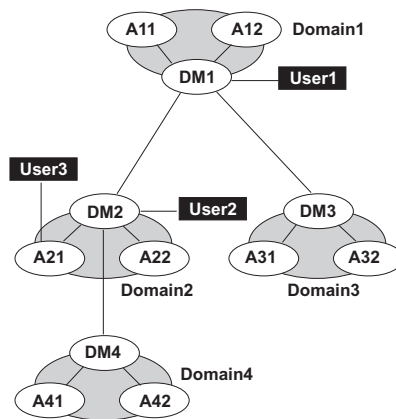 A11 A12 Domain1
DM1 User1
User3
DM2 User2 DM3
A21 A22 A31 A32
Domain2 Domain3
DM4
Domain4
A41 A42